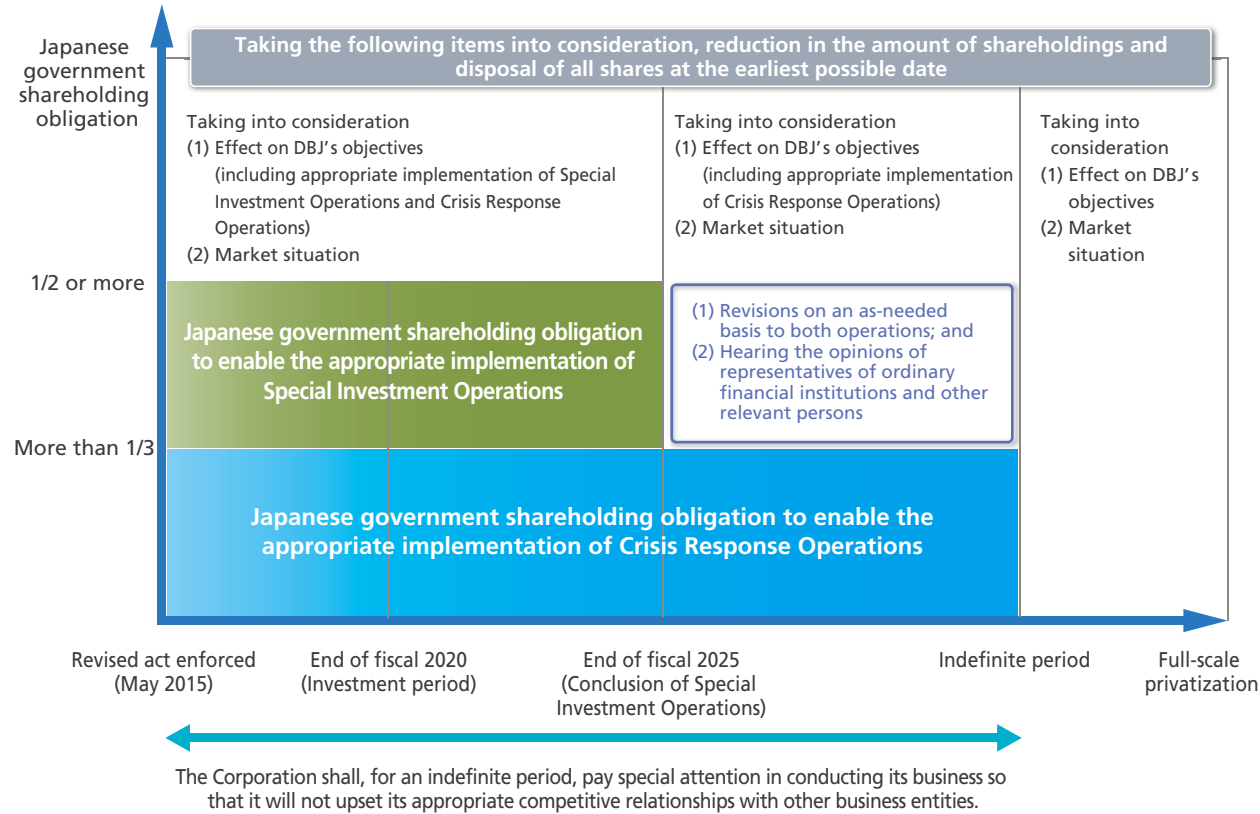 Japanese
government
shareholding
obligation
Taking the following items into consideration, reduction in the amount of shareholdings and
disposal of all shares at the earliest possible date
Taking into consideration
(1) Effect on DBJ's objectives
(including appropriate implementation of Special
Investment Operations and Crisis Response
Operations)
(2) Market situation
Taking into consideration
(1) Effect on DBJ's objectives
(including appropriate implementation
of Crisis Response Operations)
(2) Market situation
Taking into
consideration
(1) Effect on DBJ's
objectives
(2) Market
situation
1/2 or more
Japanese government shareholding obligation
to enable the appropriate implementation of
Special Investment Operations
(1) Revisions on an as-needed
basis to both operations; and
(2) Hearing the opinions of
representatives of ordinary
financial institutions and other
relevant persons
More than 1/3
Japanese government shareholding obligation to enable the
appropriate implementation of Crisis Response Operations
Revised act enforced
(May 2015)
End of fiscal 2020
(Investment period)
End of fiscal 2025
(Conclusion of Special
Investment Operations)
Indefinite period
Full-scale
privatization
The Corporation shall, for an indefinite period, pay special attention in conducting its business so
that it will not upset its appropriate competitive relationships with other business entities.